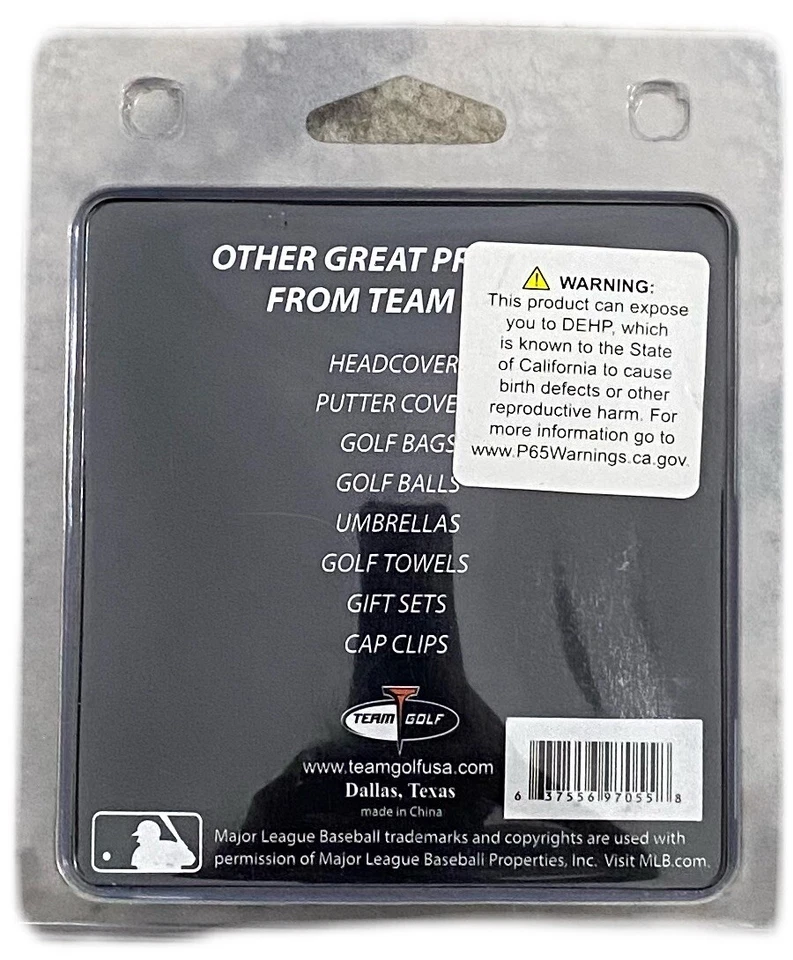 OTHER GREAT
FROM TEAM
HEADCOVER
PUTTER COVE
GOLF BAGS
GOLF BALLS
UMBRELLAS
GOLF TOWELS
GIFT SETS
CAP CLIPS
WARNING:
This product can expose
you to DEHP, which
is known to the State
of California to cause
birth defects or other
reproductive harm. For
more information go to
www.P65Warnings.ca.gov
TEAM GOLF
www.teamgolfusa.com
Dallas, Texas
made in China
6 37556 97055 8
Major League Baseball trademarks and copyrights are used with
permission of Major League Baseball Properties, Inc. Visit MLB.com.